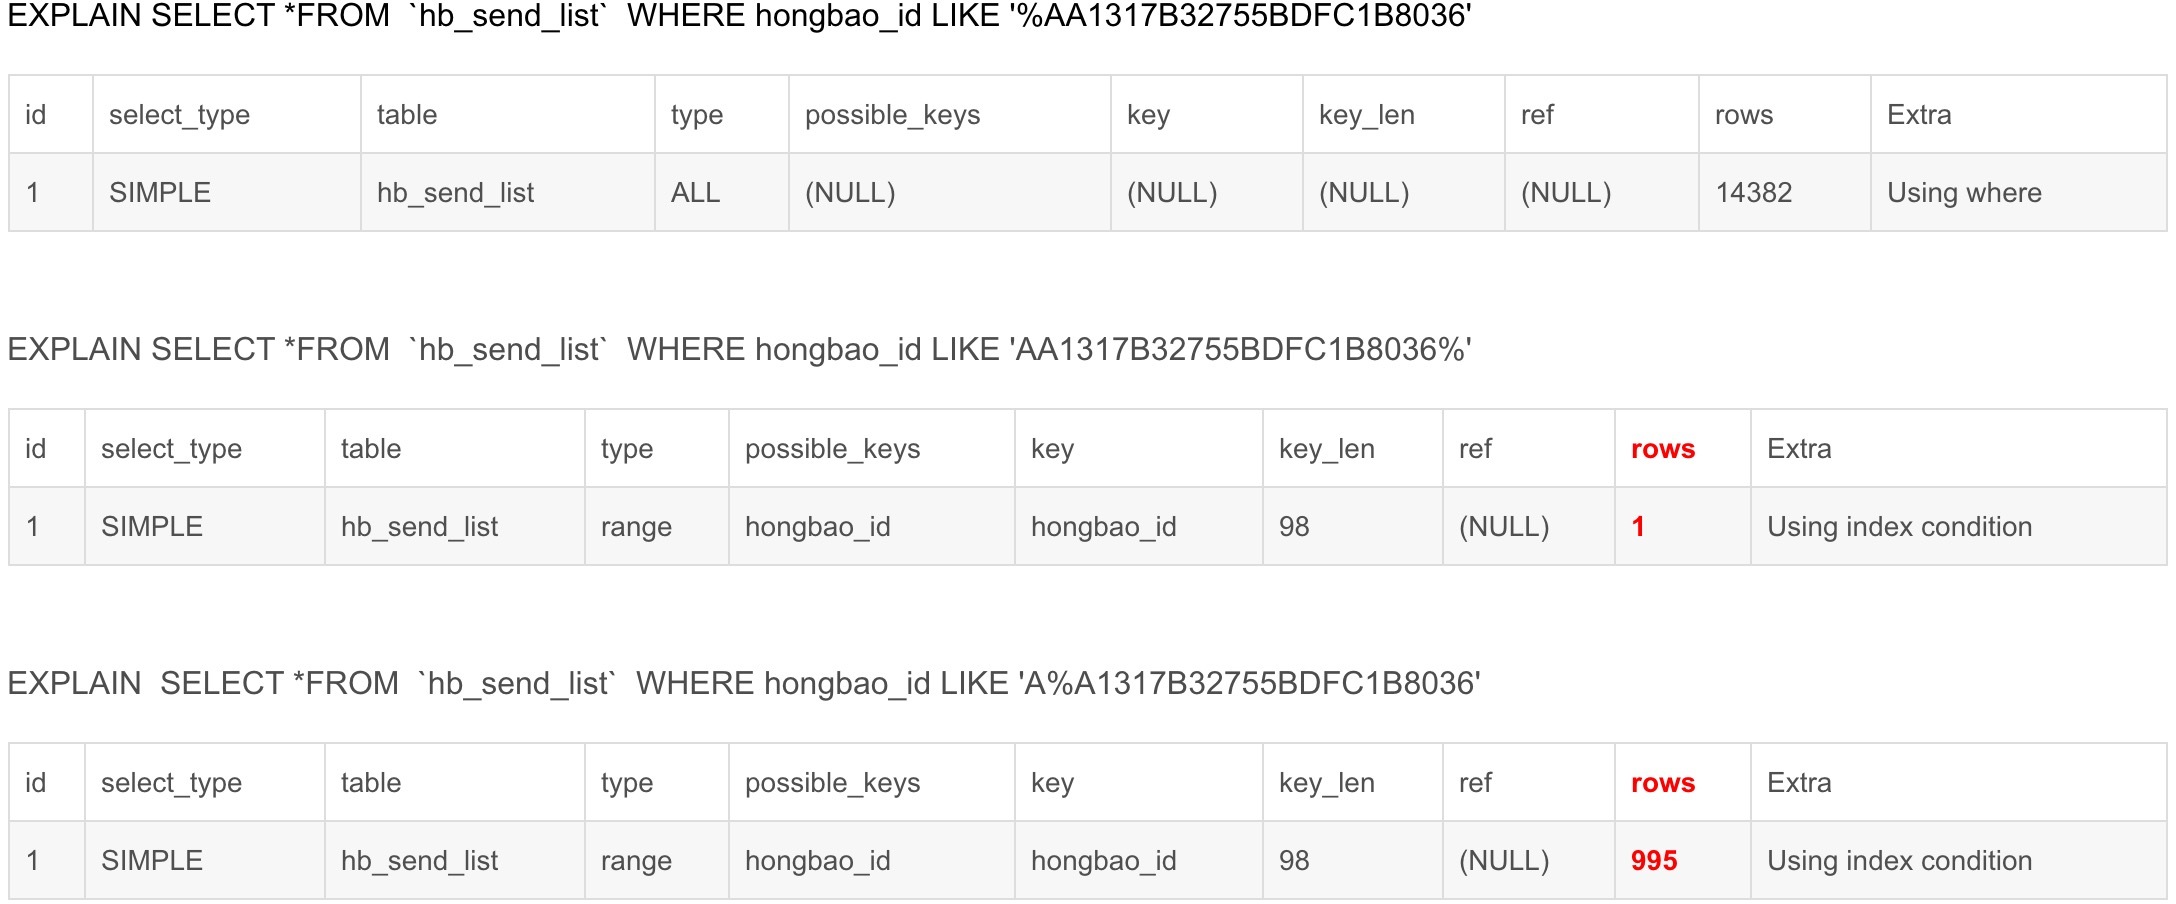 EXPLAIN SELECT *FROM  `hb_send_list`  WHERE hongbao_id LIKE '%AA1317B32755BDFC1B8036'
id select_type table type possible_keys key key_len ref rows Extra
1 SIMPLE hb_send_list ALL (NULL) (NULL) (NULL) (NULL) 14382 Using where
EXPLAIN SELECT *FROM  `hb_send_list`  WHERE hongbao_id LIKE 'AA1317B32755BDFC1B8036%'
id select_type table type possible_keys key key_len ref rows Extra
1 SIMPLE hb_send_list range hongbao_id hongbao_id 98 (NULL) 1 Using index condition
EXPLAIN  SELECT *FROM  `hb_send_list`  WHERE hongbao_id LIKE 'A%A1317B32755BDFC1B8036'
id select_type table type possible_keys key key_len ref rows Extra
1 SIMPLE hb_send_list range hongbao_id hongbao_id 98 (NULL) 995 Using index condition